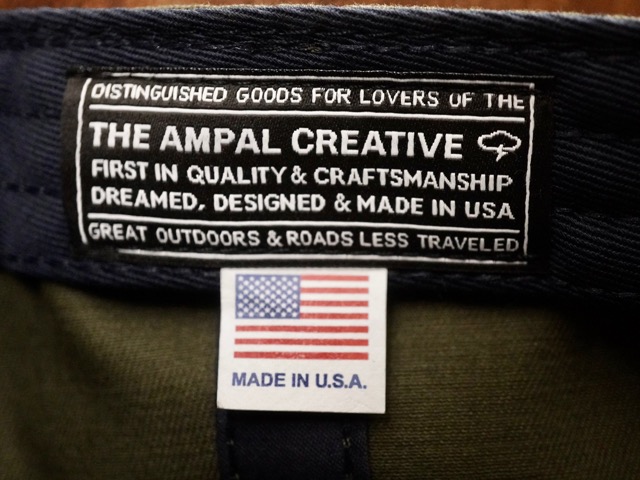 DISTINGUISHED GOODS FOR LOVERS OF THE
THE AMPAL CREATIVE
FIRST IN QUALITY & CRAFTSMANSHIP
DREAMED, DESIGNED & MADE IN USA
GREAT OUTDOORS & ROADS LESS TRAVELED
MADE IN U.S.A.